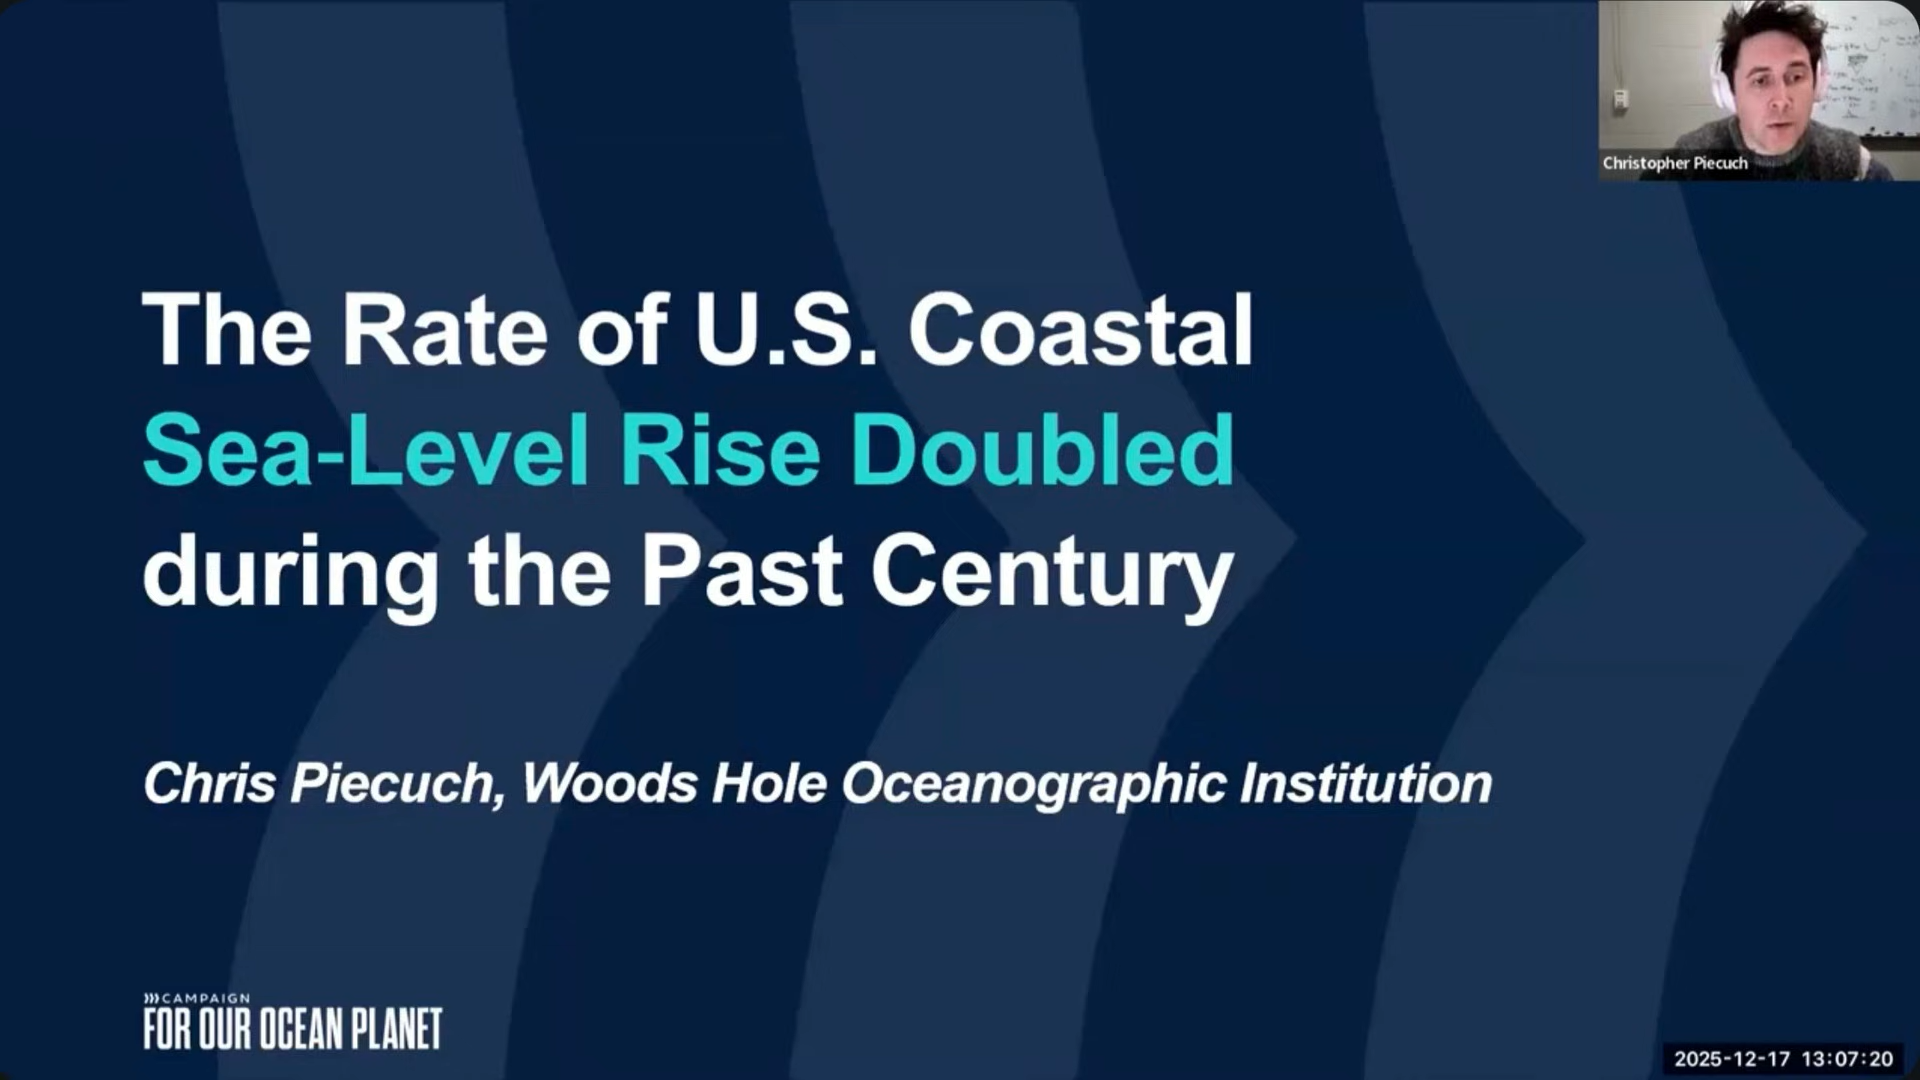 Christopher Piecuch
The Rate of U.S. Coastal
Sea-Level Rise Doubled
during the Past Century
Chris Piecuch, Woods Hole Oceanographic Institution
CAMPAIGN
FOR OUR OCEAN PLANET
2025-12-17 13:07:20